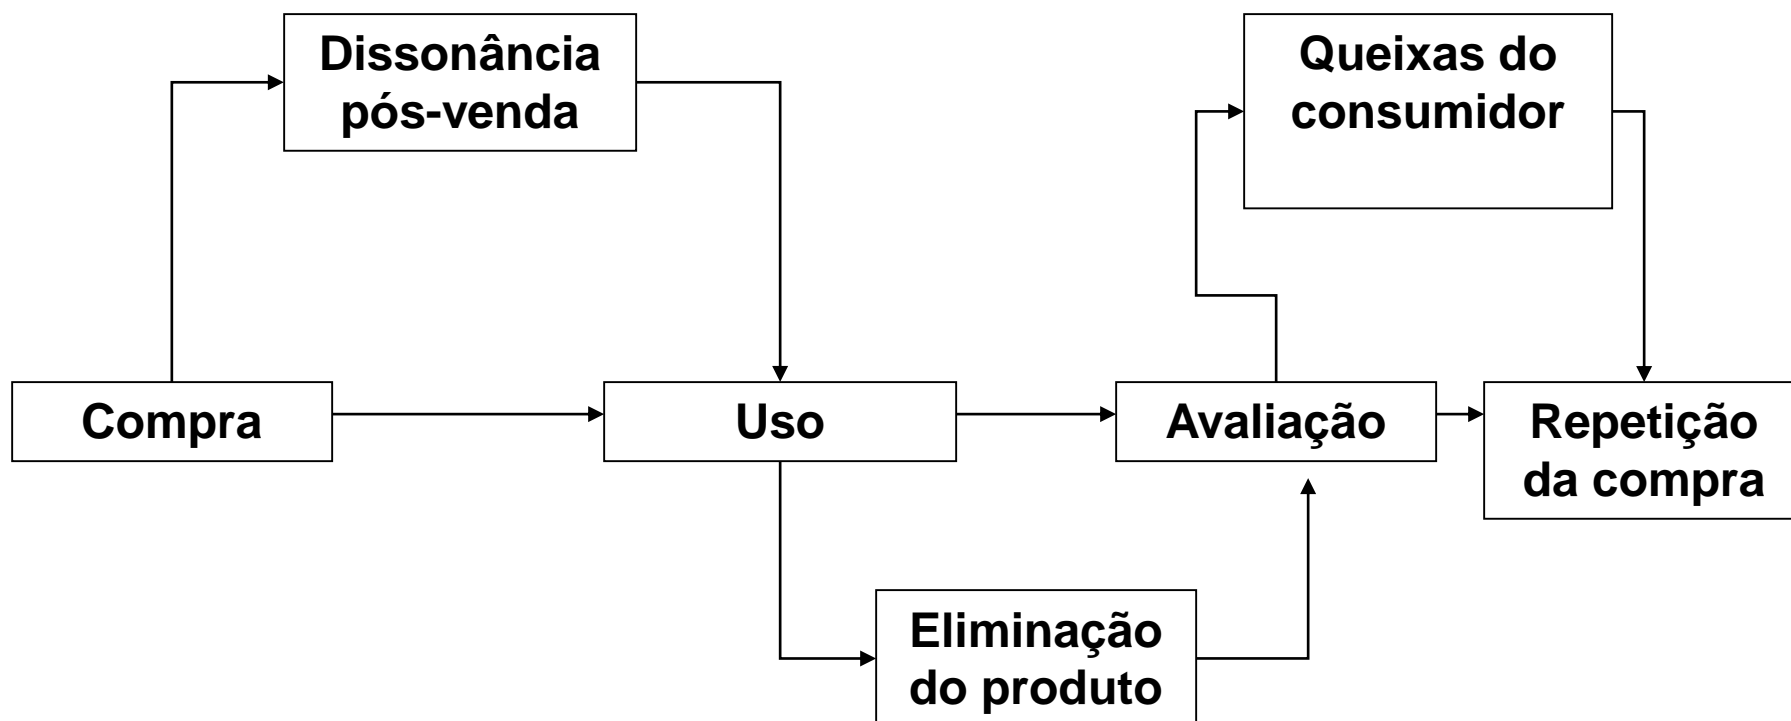 Dissonância
pós-venda
Queixas do
consumidor
Compra
Uso
Avaliação
Repetição
da compra
Eliminação
do produto